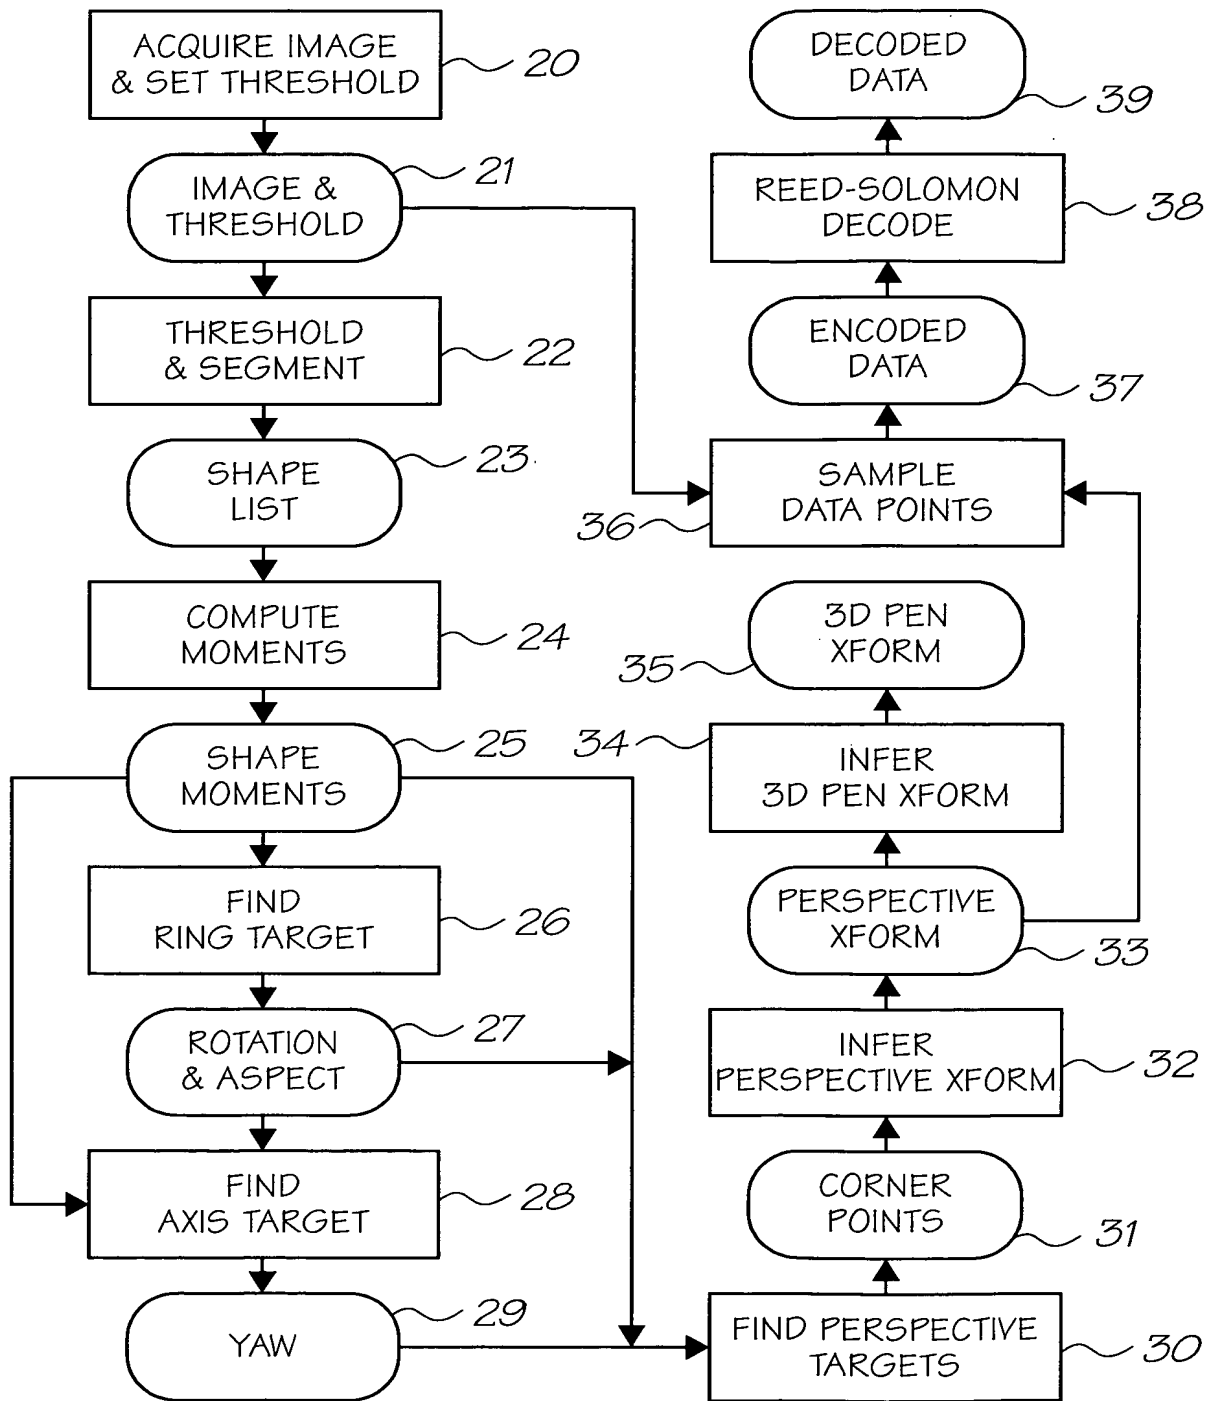 ACQUIRE IMAGE
& SET THRESHOLD
20
IMAGE &
THRESHOLD
21
THRESHOLD
& SEGMENT
22
SHAPE
LIST
23
COMPUTE
MOMENTS
24
SHAPE
MOMENTS
25
FIND
RING TARGET
26
ROTATION
& ASPECT
27
FIND
AXIS TARGET
28
YAW
29
DECODED
DATA
39
REED-SOLOMON
DECODE
38
ENCODED
DATA
37
SAMPLE
DATA POINTS
36
3D PEN
XFORM
35
34
INFER
3D PEN XFORM
PERSPECTIVE
XFORM
33
INFER
PERSPECTIVE XFORM
32
CORNER
POINTS
31
FIND PERSPECTIVE
TARGETS
30